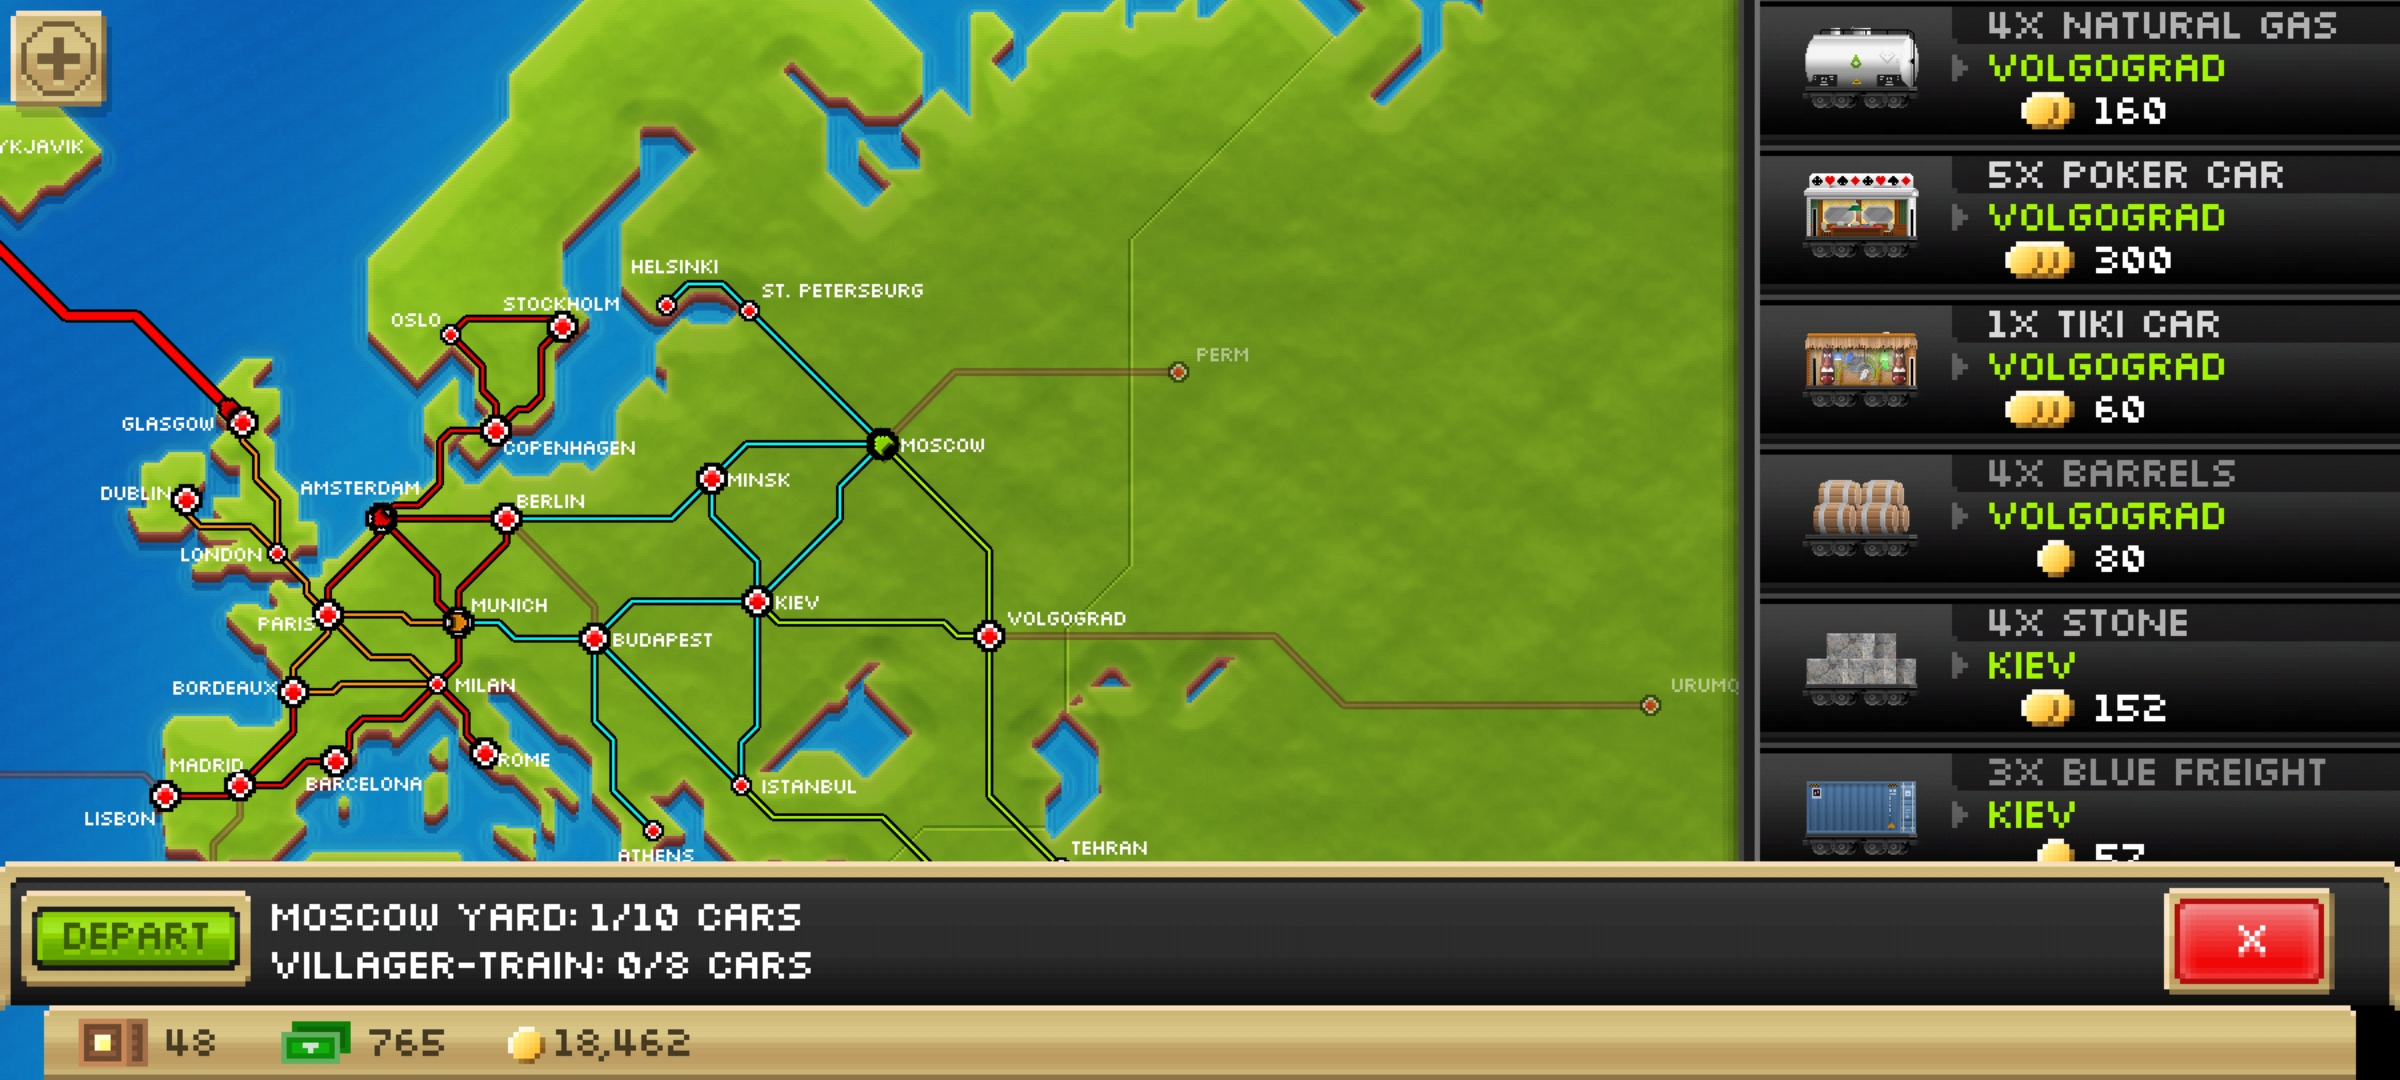 YKJAVIK
HELSINKI
ST. PETERSBURG
STOCKHOLM
OSLO
PERM
GLASGOW
COPENHAGEN
MOSCOW
DUBLIN
AMSTERDAM
BERLIN
MINSK
LONDON
PARIS
MUNICH
KIEV
BUDAPEST
VOLGOGRAD
BORDEAUX
MILAN
URUMQ
MADRID
BARCELONA
ROME
ISTANBUL
LISBON
ATHENS
TEHRAN
4X NATURAL GAS
VOLGOGRAD
160
5X POKER CAR
VOLGOGRAD
300
1X TIKI CAR
VOLGOGRAD
60
4X BARRELS
VOLGOGRAD
80
4X STONE
KIEV
152
3X BLUE FREIGHT
KIEV
57
DEPART
MOSCOW YARD: 1/10 CARS
VILLAGER-TRAIN: 0/8 CARS
X
48
765
18,462